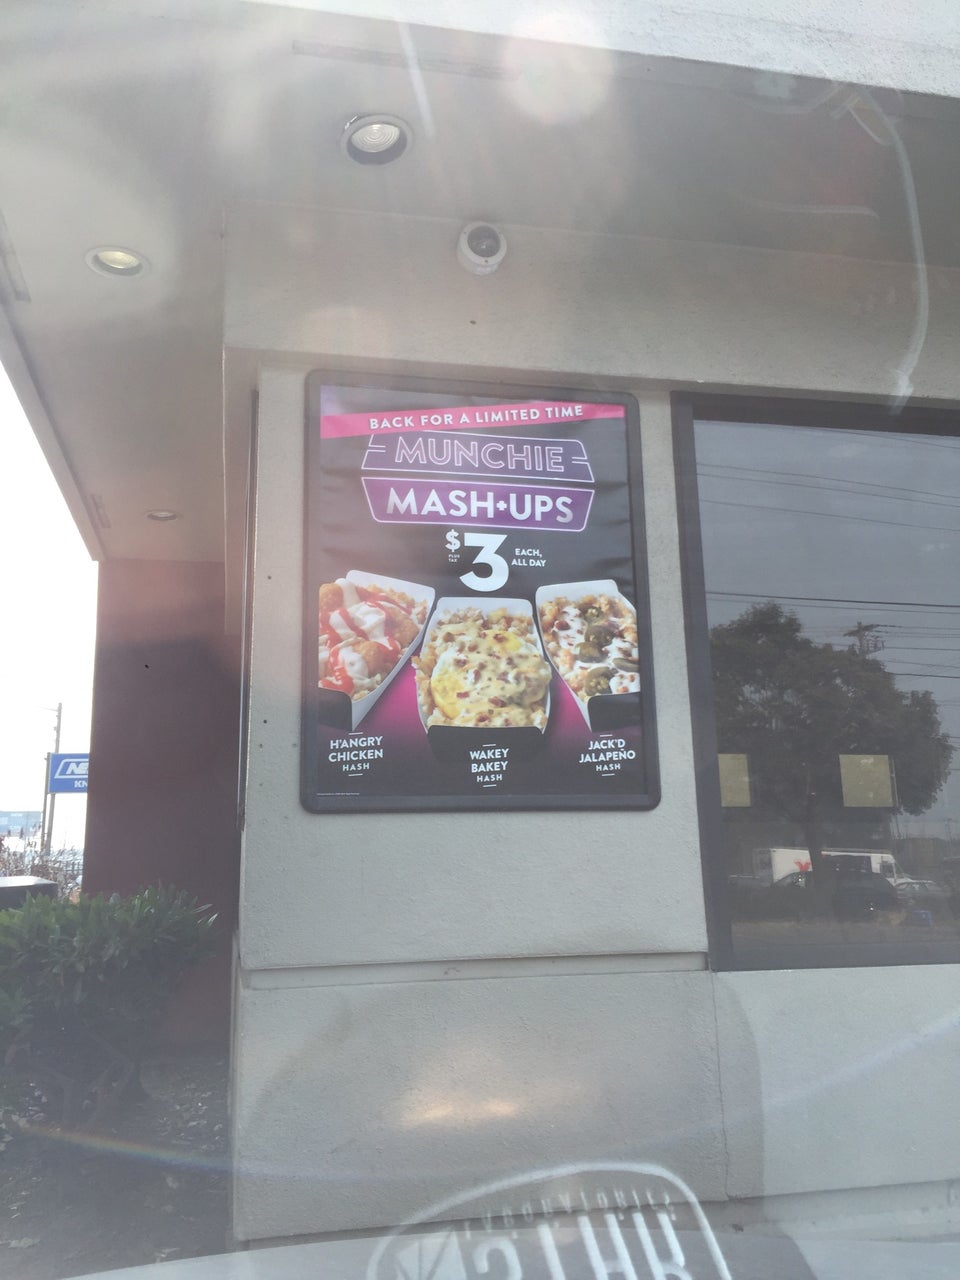 BACK FOR A LIMITED TIME
MUNCHIE
MASH-UPS
$3
PLUS TAX
EACH,
ALL DAY
H'ANGRY
CHICKEN
HASH
WAKEY
BAKEY
HASH
JACK'D
JALAPEÑO
HASH